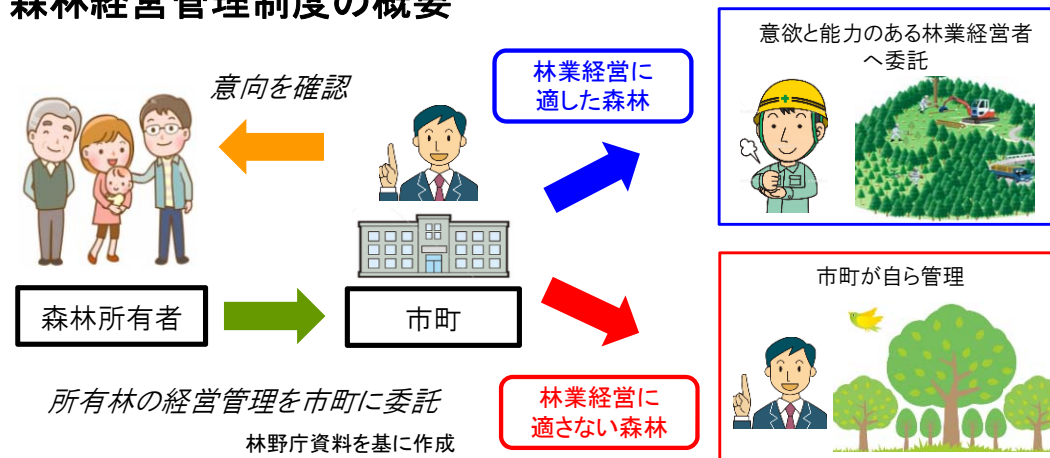 森林経営管理制度の概要
意向を確認
森林所有者
市町
所有林の経営管理を市町に委託
林野庁資料を基に作成
林業経営に
適した森林
意欲と能力のある林業経営者
へ委託
林業経営に
適さない森林
市町が自ら管理